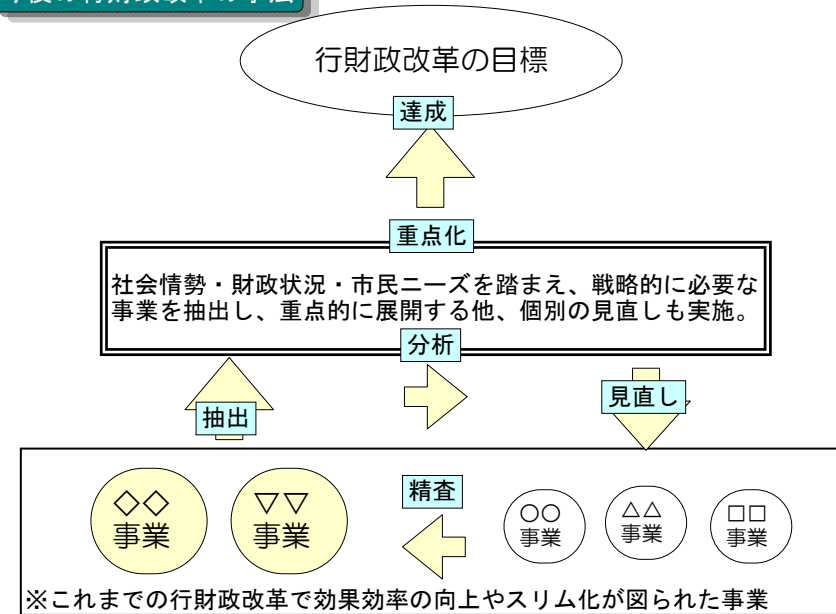 行財政改革の目標
達成
重点化
社会情勢・財政状況・市民ニーズを踏まえ、戦略的に必要な
事業を抽出し、重点的に展開する他、個別の見直しも実施。
分析
抽出
見直し
◇◇
事業
▽▽
事業
精査
○○
事業
△△
事業
□□
事業
※これまでの行財政改革で効果効率の向上やスリム化が図られた事業